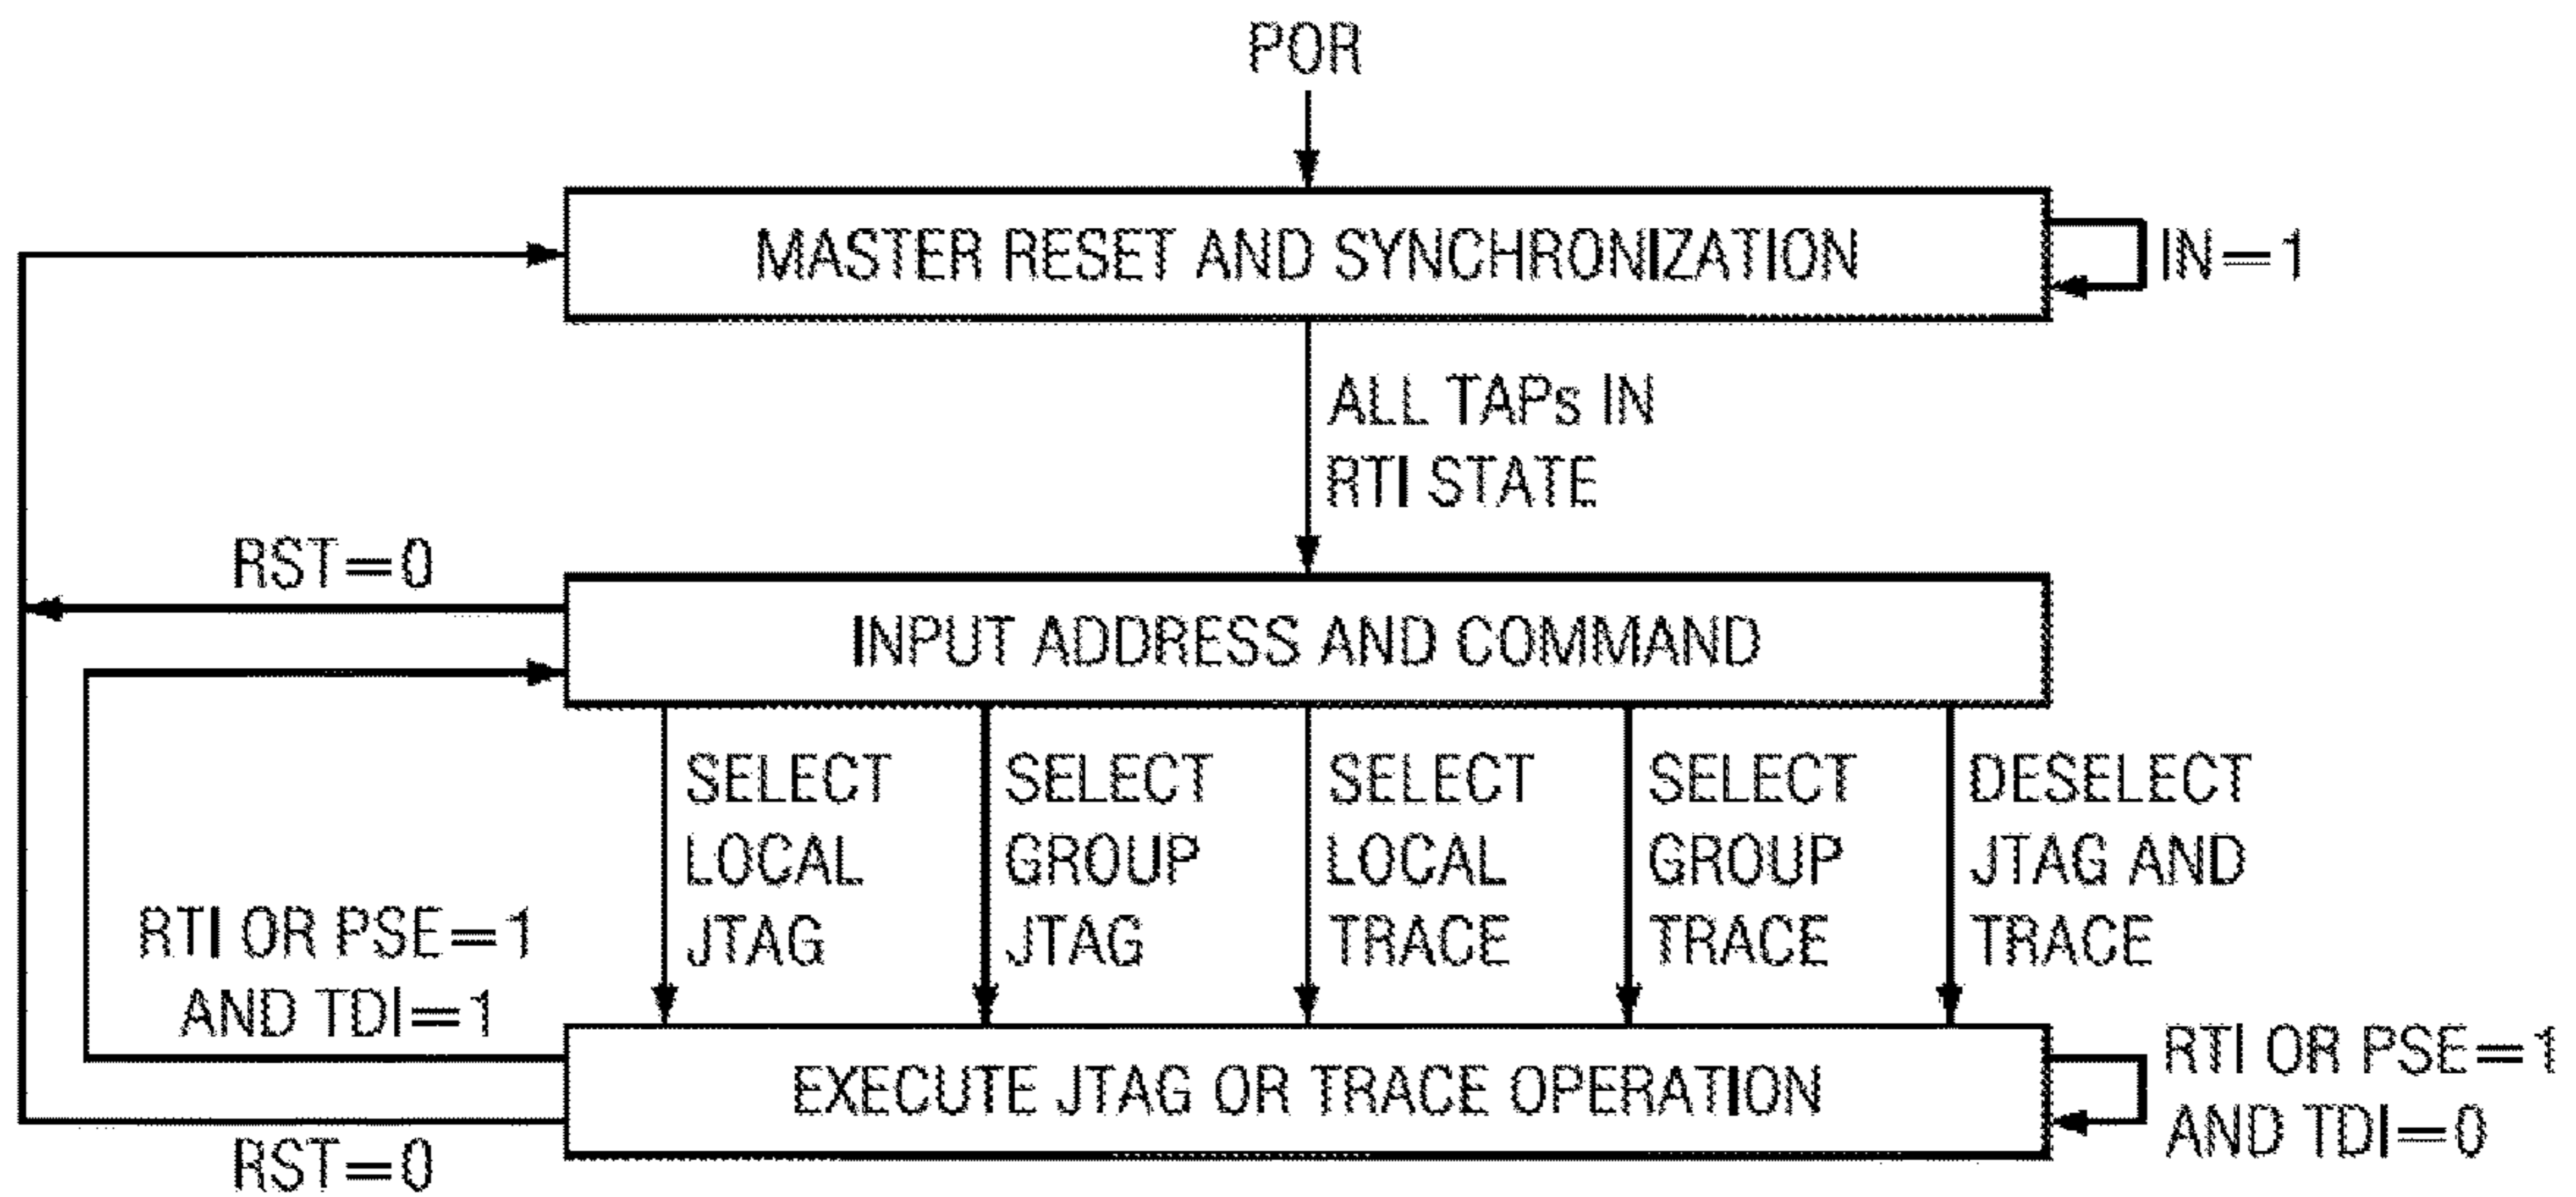 POR
MASTER RESET AND SYNCHRONIZATION
IN=1
ALL TAPs IN
RTI STATE
RST=0
INPUT ADDRESS AND COMMAND
SELECT
LOCAL
JTAG
SELECT
GROUP
JTAG
SELECT
LOCAL
TRACE
SELECT
GROUP
TRACE
DESELECT
JTAG AND
TRACE
RTI OR PSE=1
AND TDI=1
EXECUTE JTAG OR TRACE OPERATION
RTI OR PSE=1
AND TDI=0
RST=0